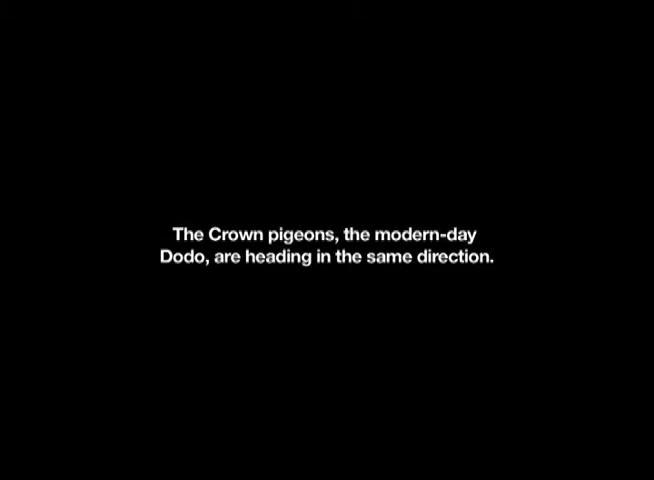 The Crown pigeons, the modern-day
Dodo, are heading in the same direction.